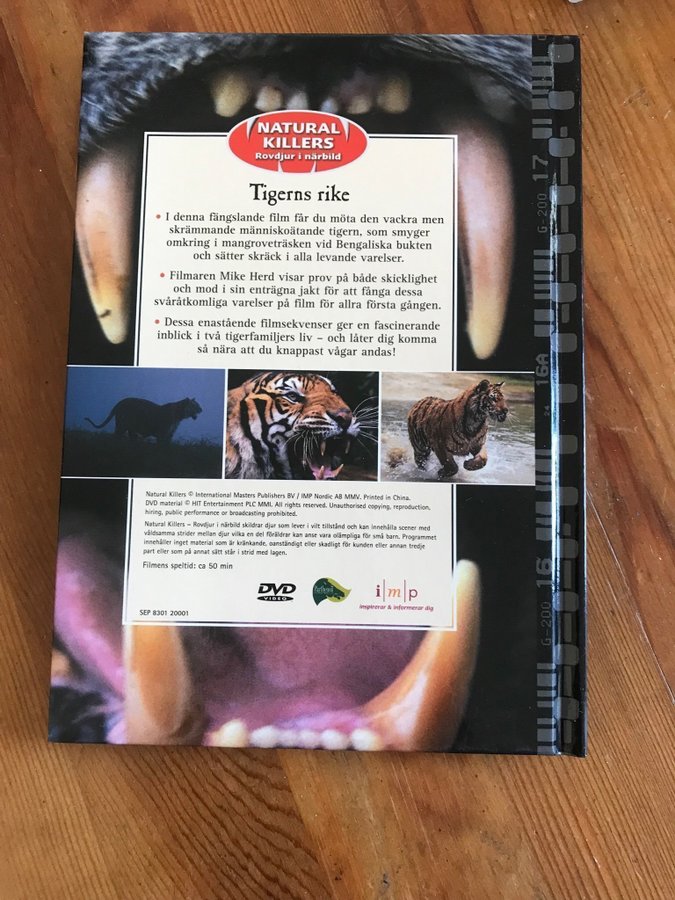 NATURAL
KILLERS
Rovdjur i närbild
Tigerns rike
• I denna fängslande film får du möta den vackra men
skrämmande människoätande tigern, som smyger
omkring i mangroveträsken vid Bengaliska bukten
och sätter skräck i alla levande varelser.
• Filmaren Mike Herd visar prov på både skicklighet
och mod i sin enträgna jakt för att fånga dessa
svåråtkomliga varelser på film för allra första gången.
• Dessa enastående filmsekvenser ger en fascinerande
inblick i två tigerfamiljers liv – och låter dig komma
så nära att du knappast vågar andas!
Natural Killers © International Masters Publishers BV / IMP Nordic AB MMV. Printed in China.
DVD material © HIT Entertainment PLC MMI. All rights reserved. Unauthorised copying, reproduction,
hiring, public performance or broadcasting prohibited.
Natural Killers – Rovdjur i närbild skildrar djur som lever i vilt tillstånd och kan innehålla scener med
våldsamma strider mellan djur vilka en del föräldrar kan anse vara olämpliga för små barn. Programmet
innehåller inget material som är kränkande, oanständigt eller skadligt för kunden eller annan tredje
part eller som på annat sätt står i strid med lagen.
Filmens speltid: ca 50 min
DVD
VIDEO
i|m|p
inspirerar & informerar dig
SEP 8301 20001
G-200 17
24 16A
G-200 16